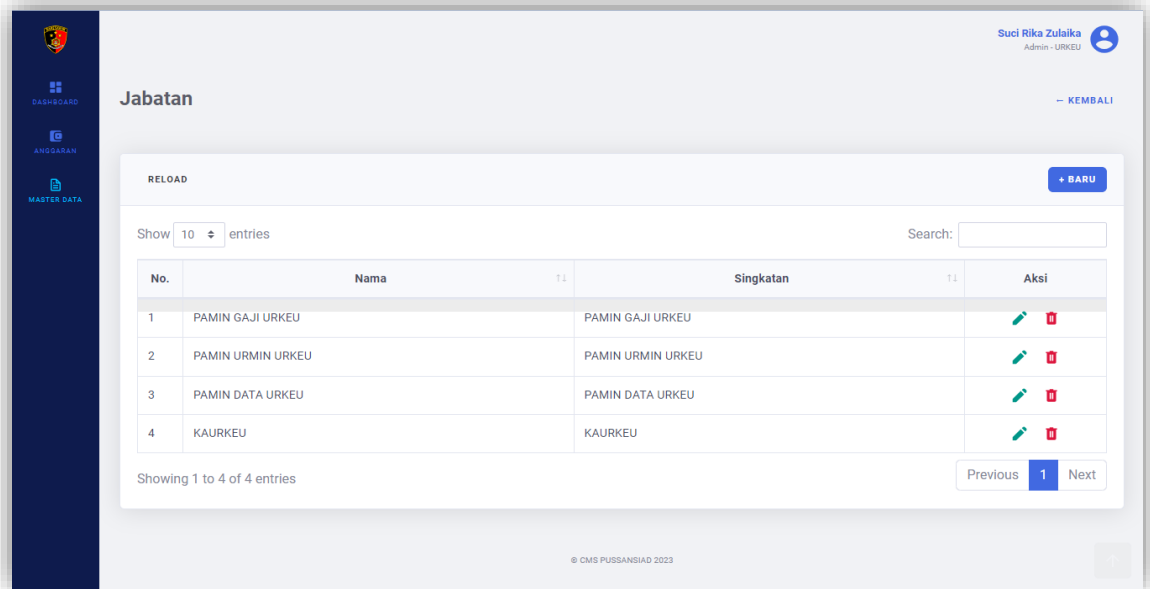 Suci Rika Zulaika
Admin - URKEU
DASHBOARD
ANGGARAN
MASTER DATA
Jabatan
← KEMBALI
RELOAD
+ BARU
Show 10 entries
Search:
No. Nama Singkatan Aksi
1 PAMIN GAJI URKEU PAMIN GAJI URKEU
2 PAMIN URMIN URKEU PAMIN URMIN URKEU
3 PAMIN DATA URKEU PAMIN DATA URKEU
4 KAURKEU KAURKEU
Showing 1 to 4 of 4 entries
Previous 1 Next
© CMS PUSSANSIAD 2023